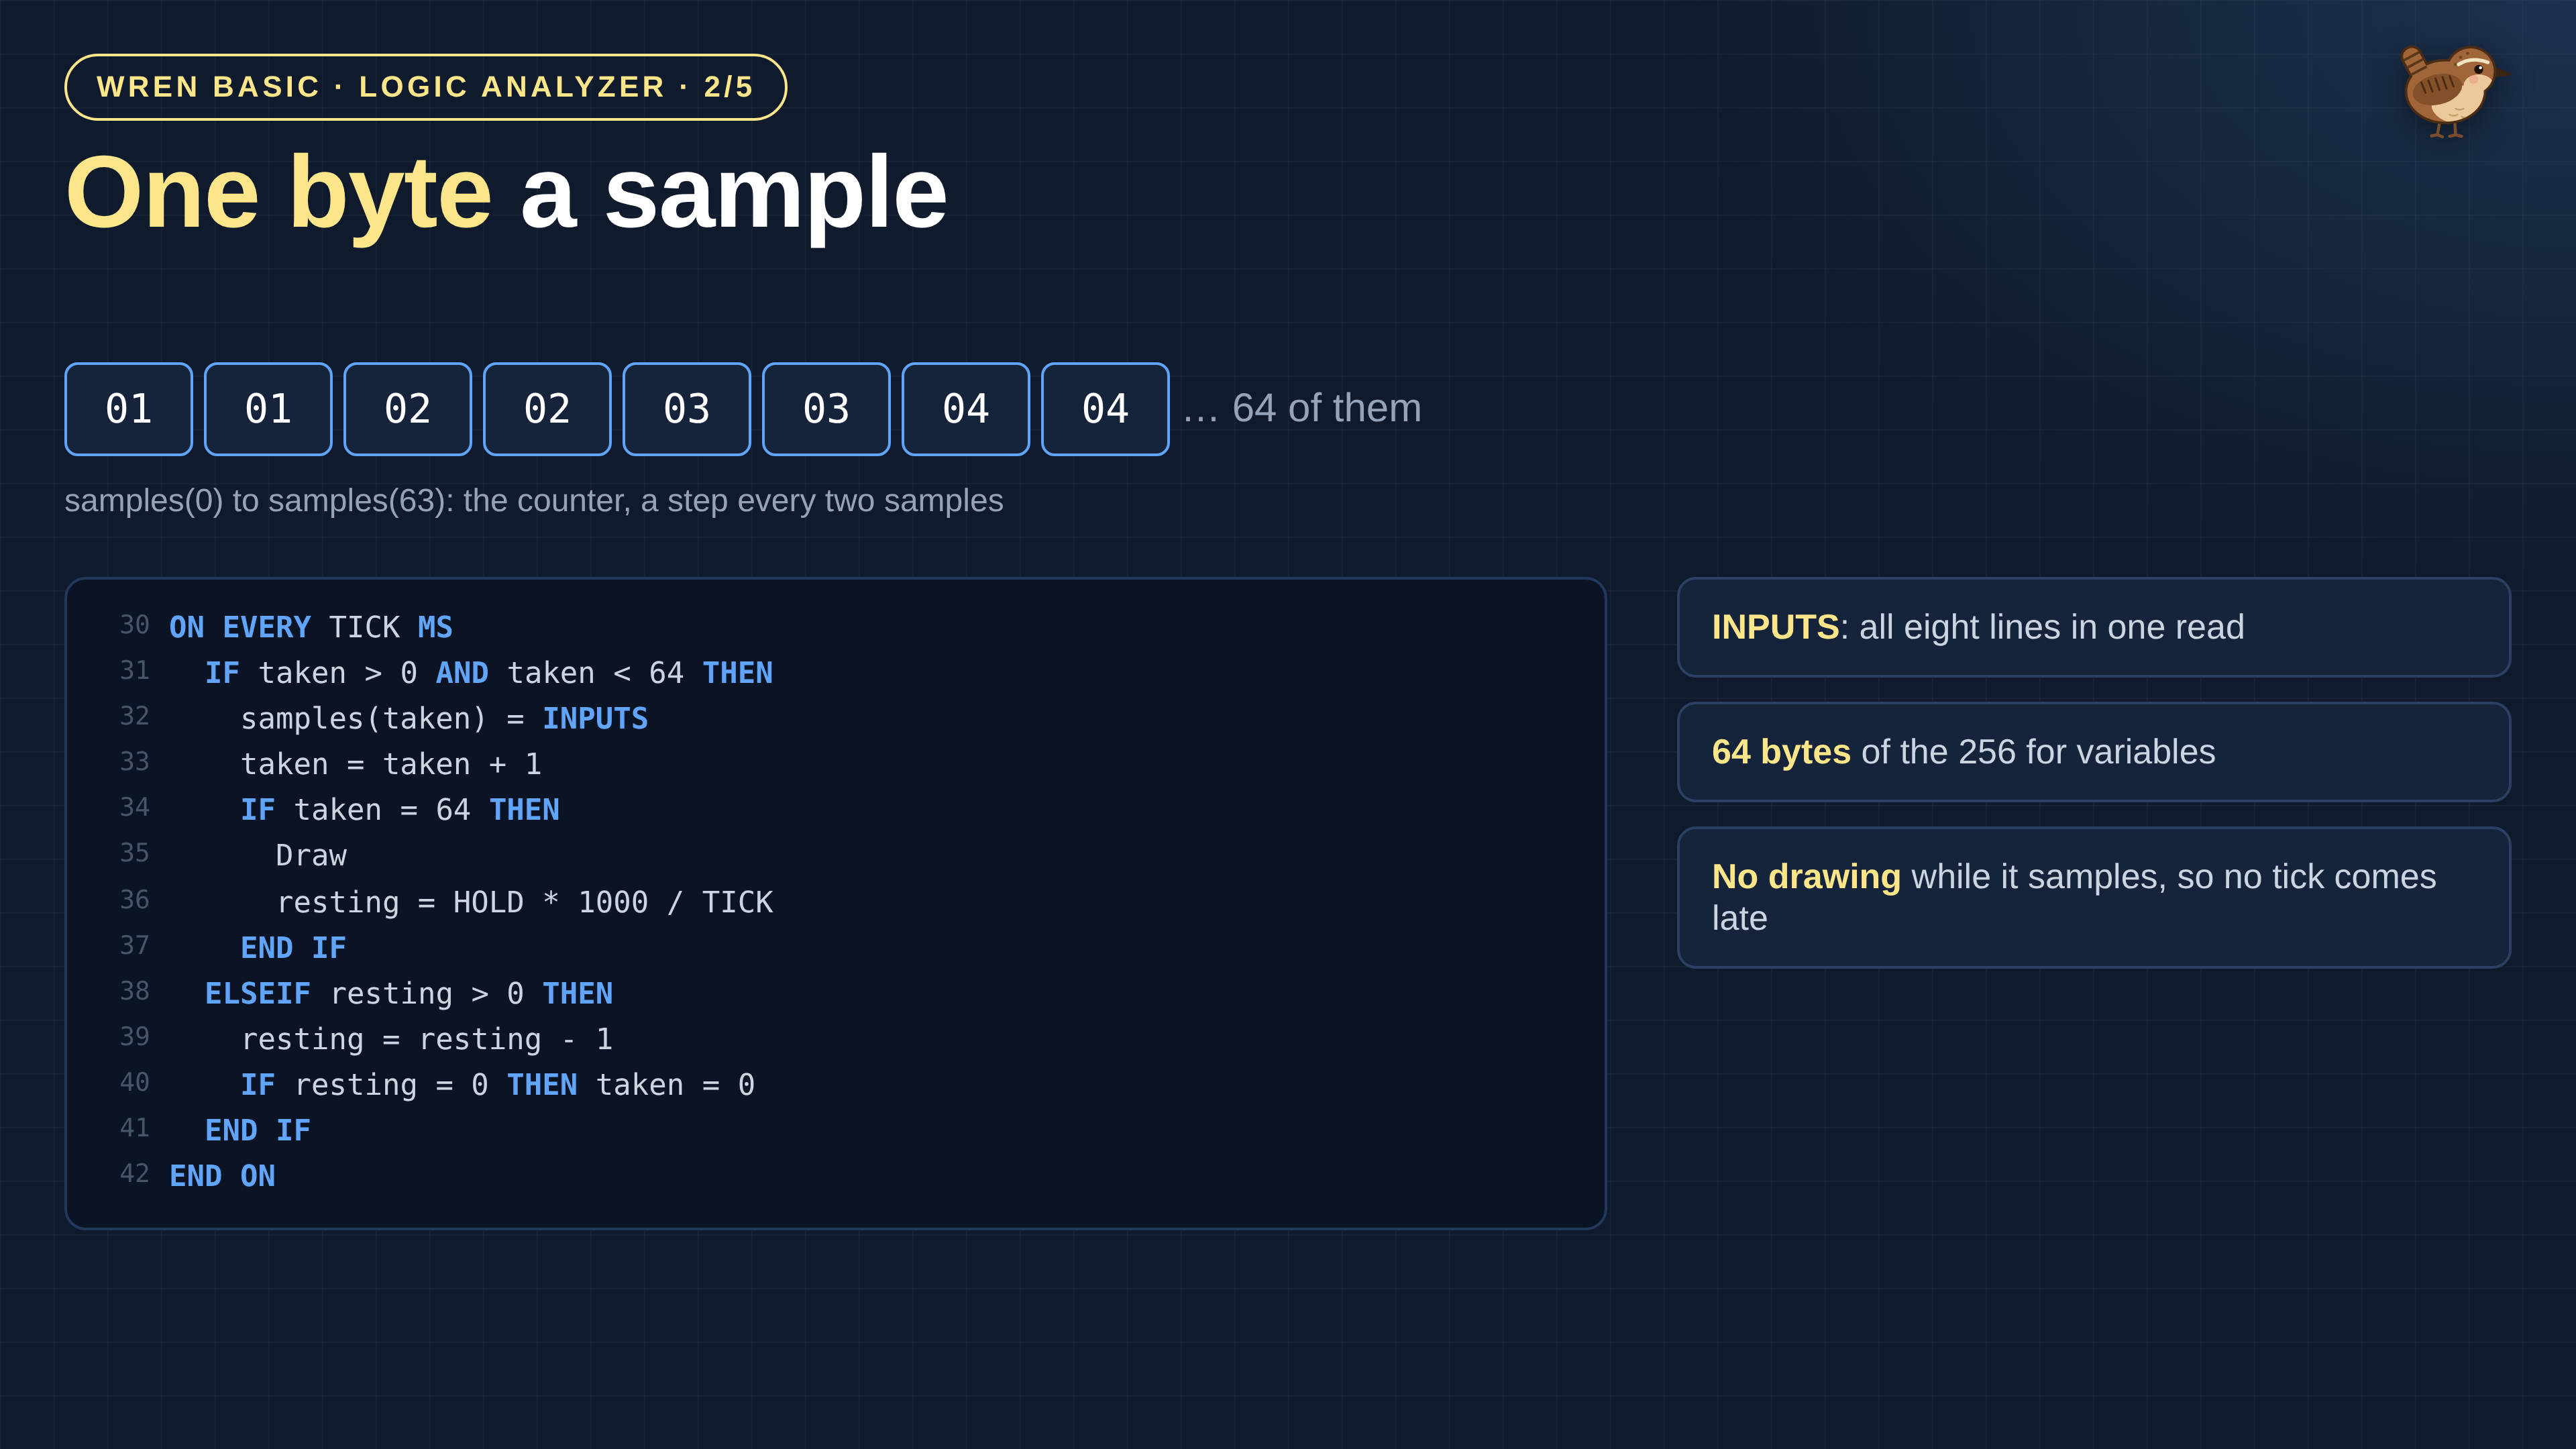 WREN BASIC · LOGIC ANALYZER · 2/5
One byte a sample
01 01 02 02 03 03 04 04 … 64 of them
samples(0) to samples(63): the counter, a step every two samples
30 ON EVERY TICK MS
31   IF taken > 0 AND taken < 64 THEN
32     samples(taken) = INPUTS
33     taken = taken + 1
34     IF taken = 64 THEN
35       Draw
36       resting = HOLD * 1000 / TICK
37     END IF
38   ELSEIF resting > 0 THEN
39     resting = resting - 1
40     IF resting = 0 THEN taken = 0
41   END IF
42 END ON
INPUTS: all eight lines in one read
64 bytes of the 256 for variables
No drawing while it samples, so no tick comes
late